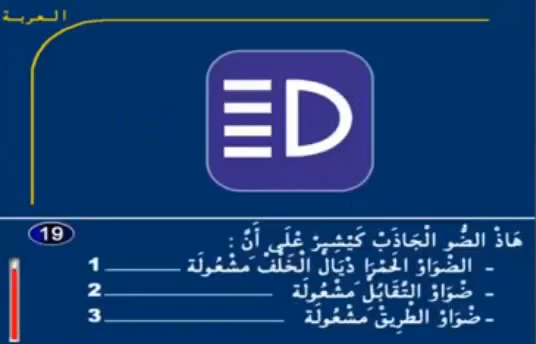 العربية
19
هَاذْ الضُّو الْجَاذَبْ كَيْشِيرْ عْلَى أَنَّ :
- الضْوَاوْ الْحَمْرَا دْيَالْ الْخَلْفْ مَشْعُولَة 1
- ضْوَاوْ التْقَابُلْ مَشْعُولَة 2
- ضْوَاوْ الطْرِيقْ مَشْعُولَة 3